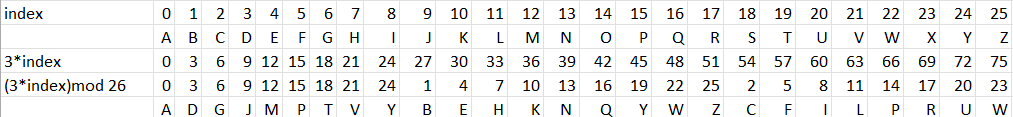 index 0 1 2 3 4 5 6 7 8 9 10 11 12 13 14 15 16 17 18 19 20 21 22 23 24 25
A B C D E F G H I J K L M N O P Q R S T U V W X Y Z
3*index 0 3 6 9 12 15 18 21 24 27 30 33 36 39 42 45 48 51 54 57 60 63 66 69 72 75
(3*index)mod 26 0 3 6 9 12 15 18 21 24 1 4 7 10 13 16 19 22 25 2 5 8 11 14 17 20 23
A D G J M P T V Y B E H K N Q Y W Z C F I L P R U W